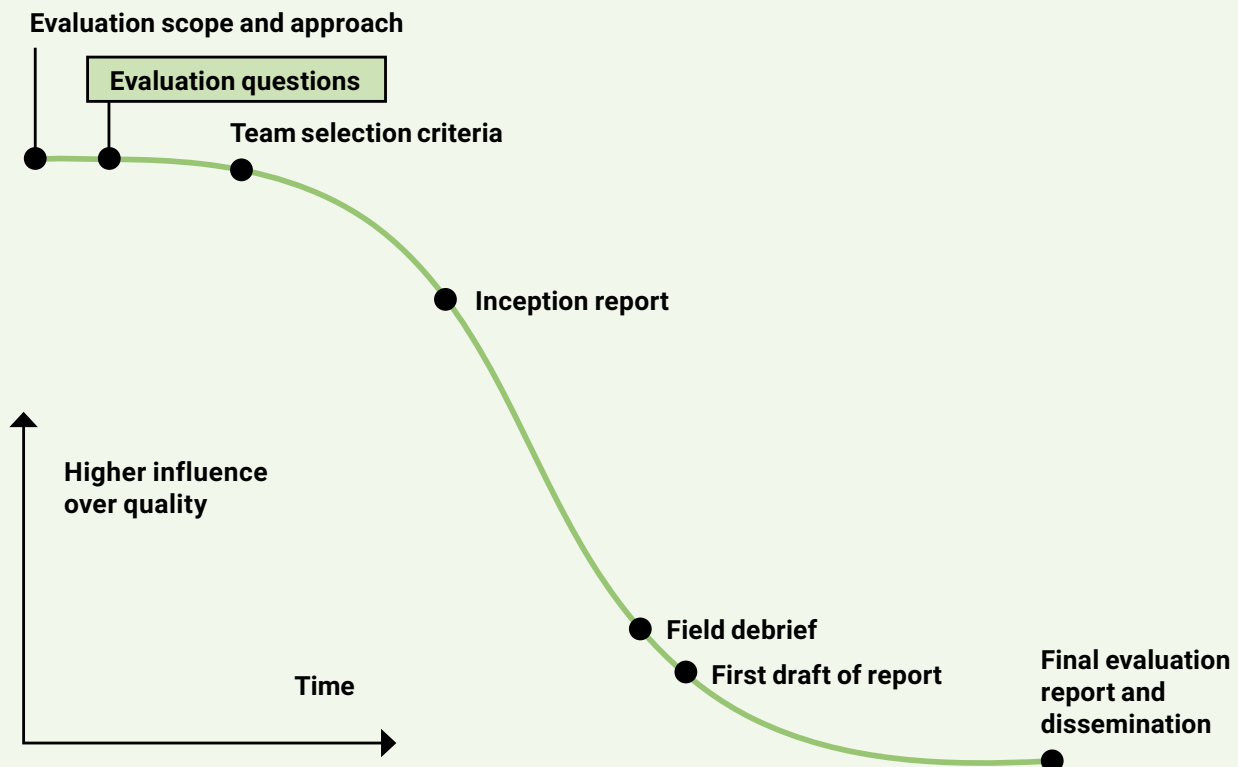 Evaluation scope and approach
Evaluation questions
Team selection criteria
Inception report
Higher influence
over quality
Field debrief
First draft of report
Time
Final evaluation
report and
dissemination